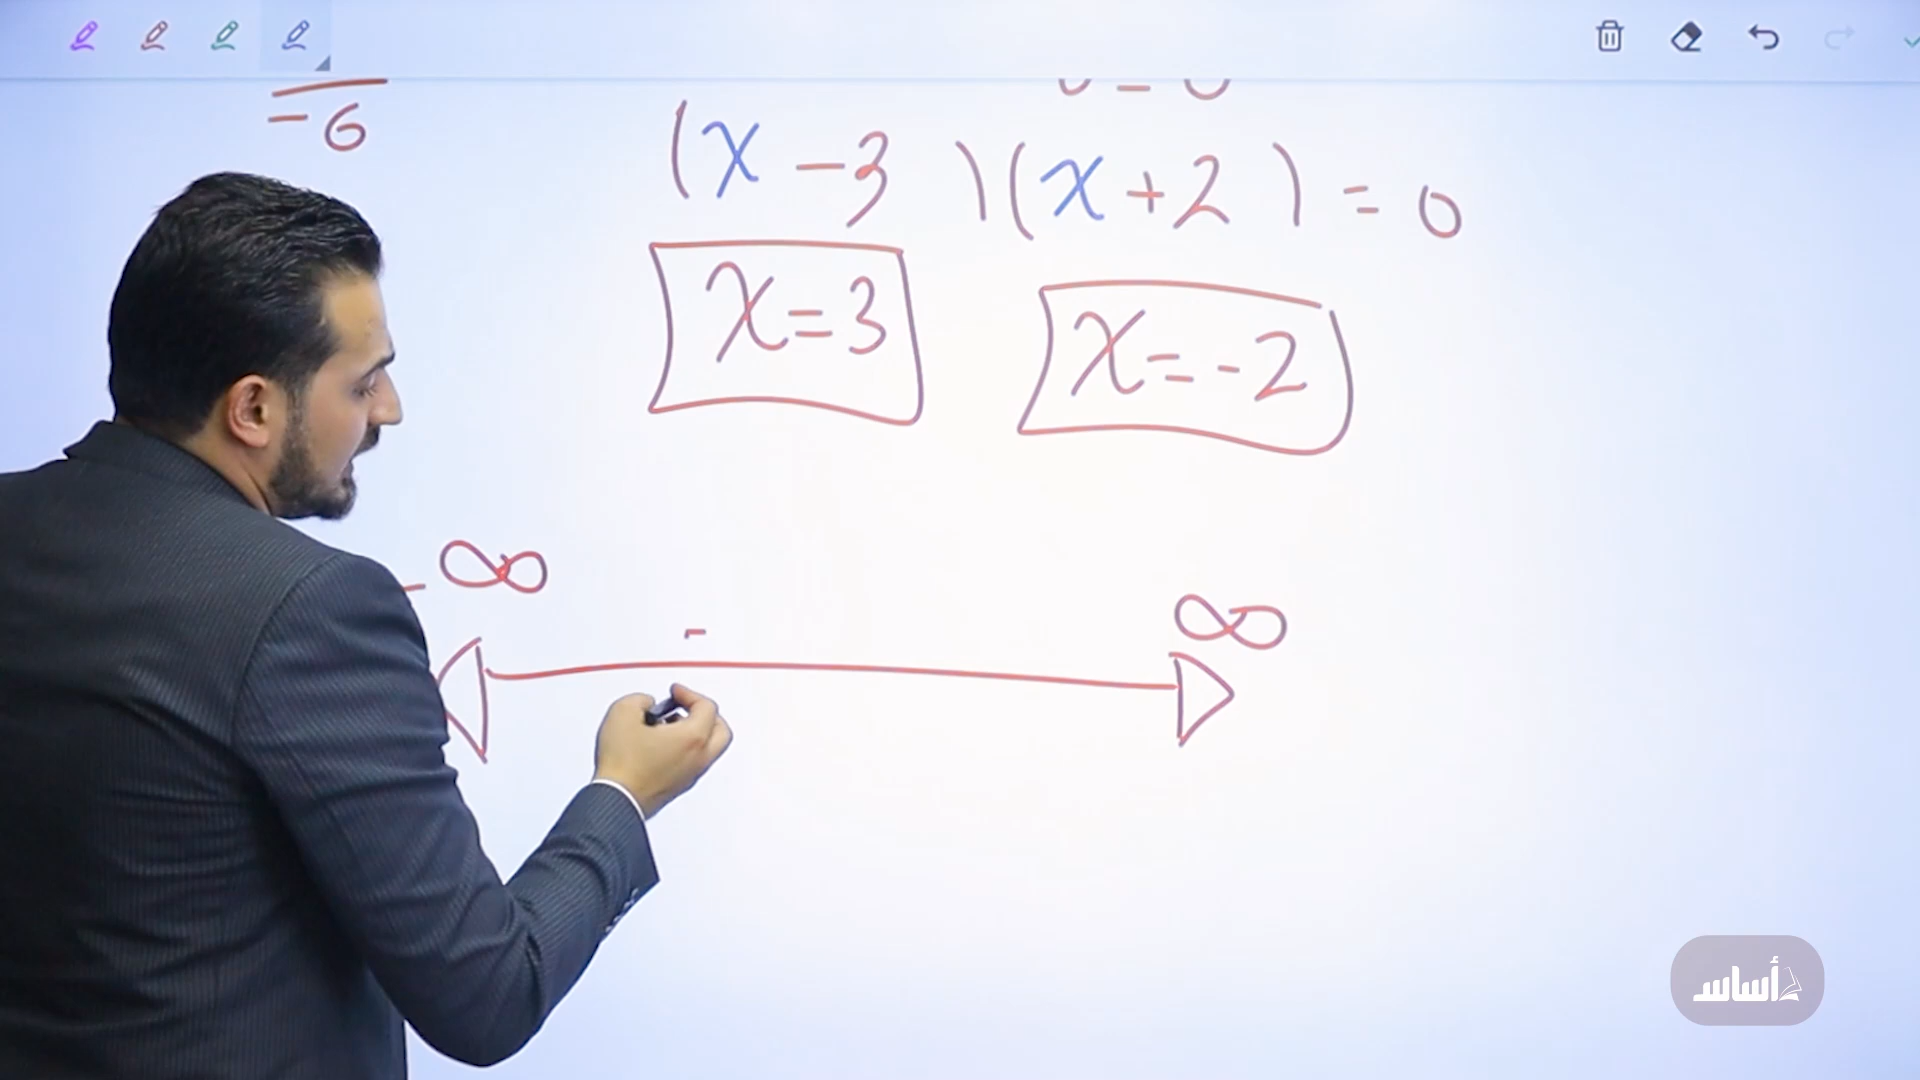 -6
(x - 3)(x + 2) = 0
x = 3
x = -2
-∞
∞
-
أساس